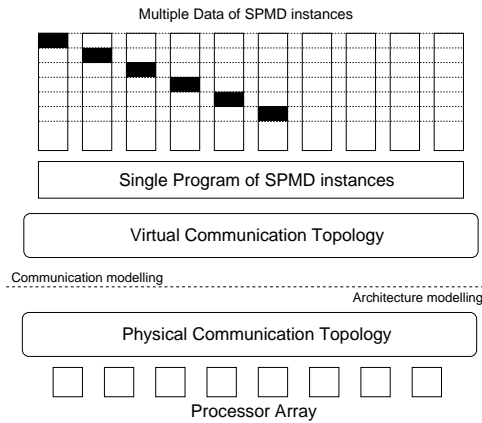 Multiple Data of SPMD instances
Single Program of SPMD instances
Virtual Communication Topology
Communication modelling
Architecture modelling
Physical Communication Topology
Processor Array